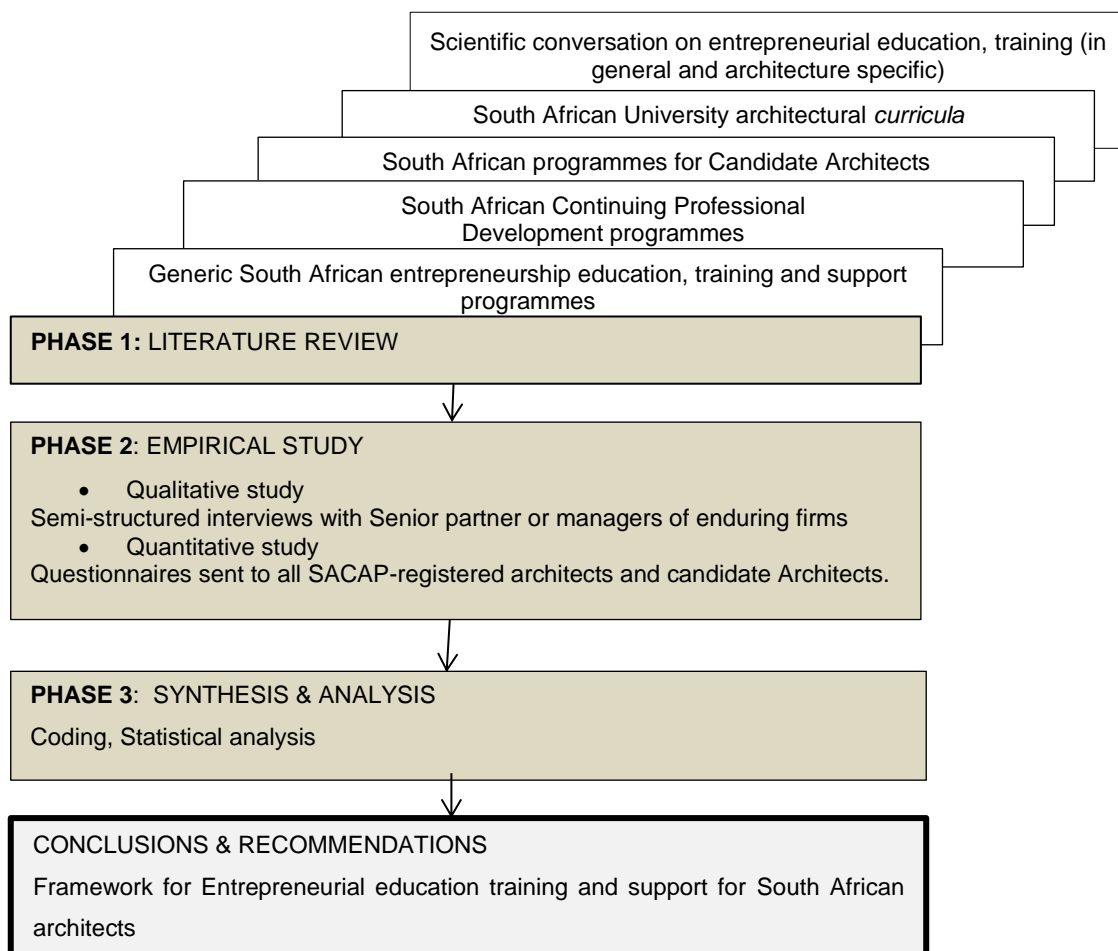 Scientific conversation on entrepreneurial education, training (in
general and architecture specific)
South African University architectural curricula
South African programmes for Candidate Architects
South African Continuing Professional
Development programmes
Generic South African entrepreneurship education, training and support
programmes
PHASE 1: LITERATURE REVIEW
PHASE 2: EMPIRICAL STUDY
• Qualitative study
Semi-structured interviews with Senior partner or managers of enduring firms
• Quantitative study
Questionnaires sent to all SACAP-registered architects and candidate Architects.
PHASE 3: SYNTHESIS & ANALYSIS
Coding, Statistical analysis
CONCLUSIONS & RECOMMENDATIONS
Framework for Entrepreneurial education training and support for South African
architects